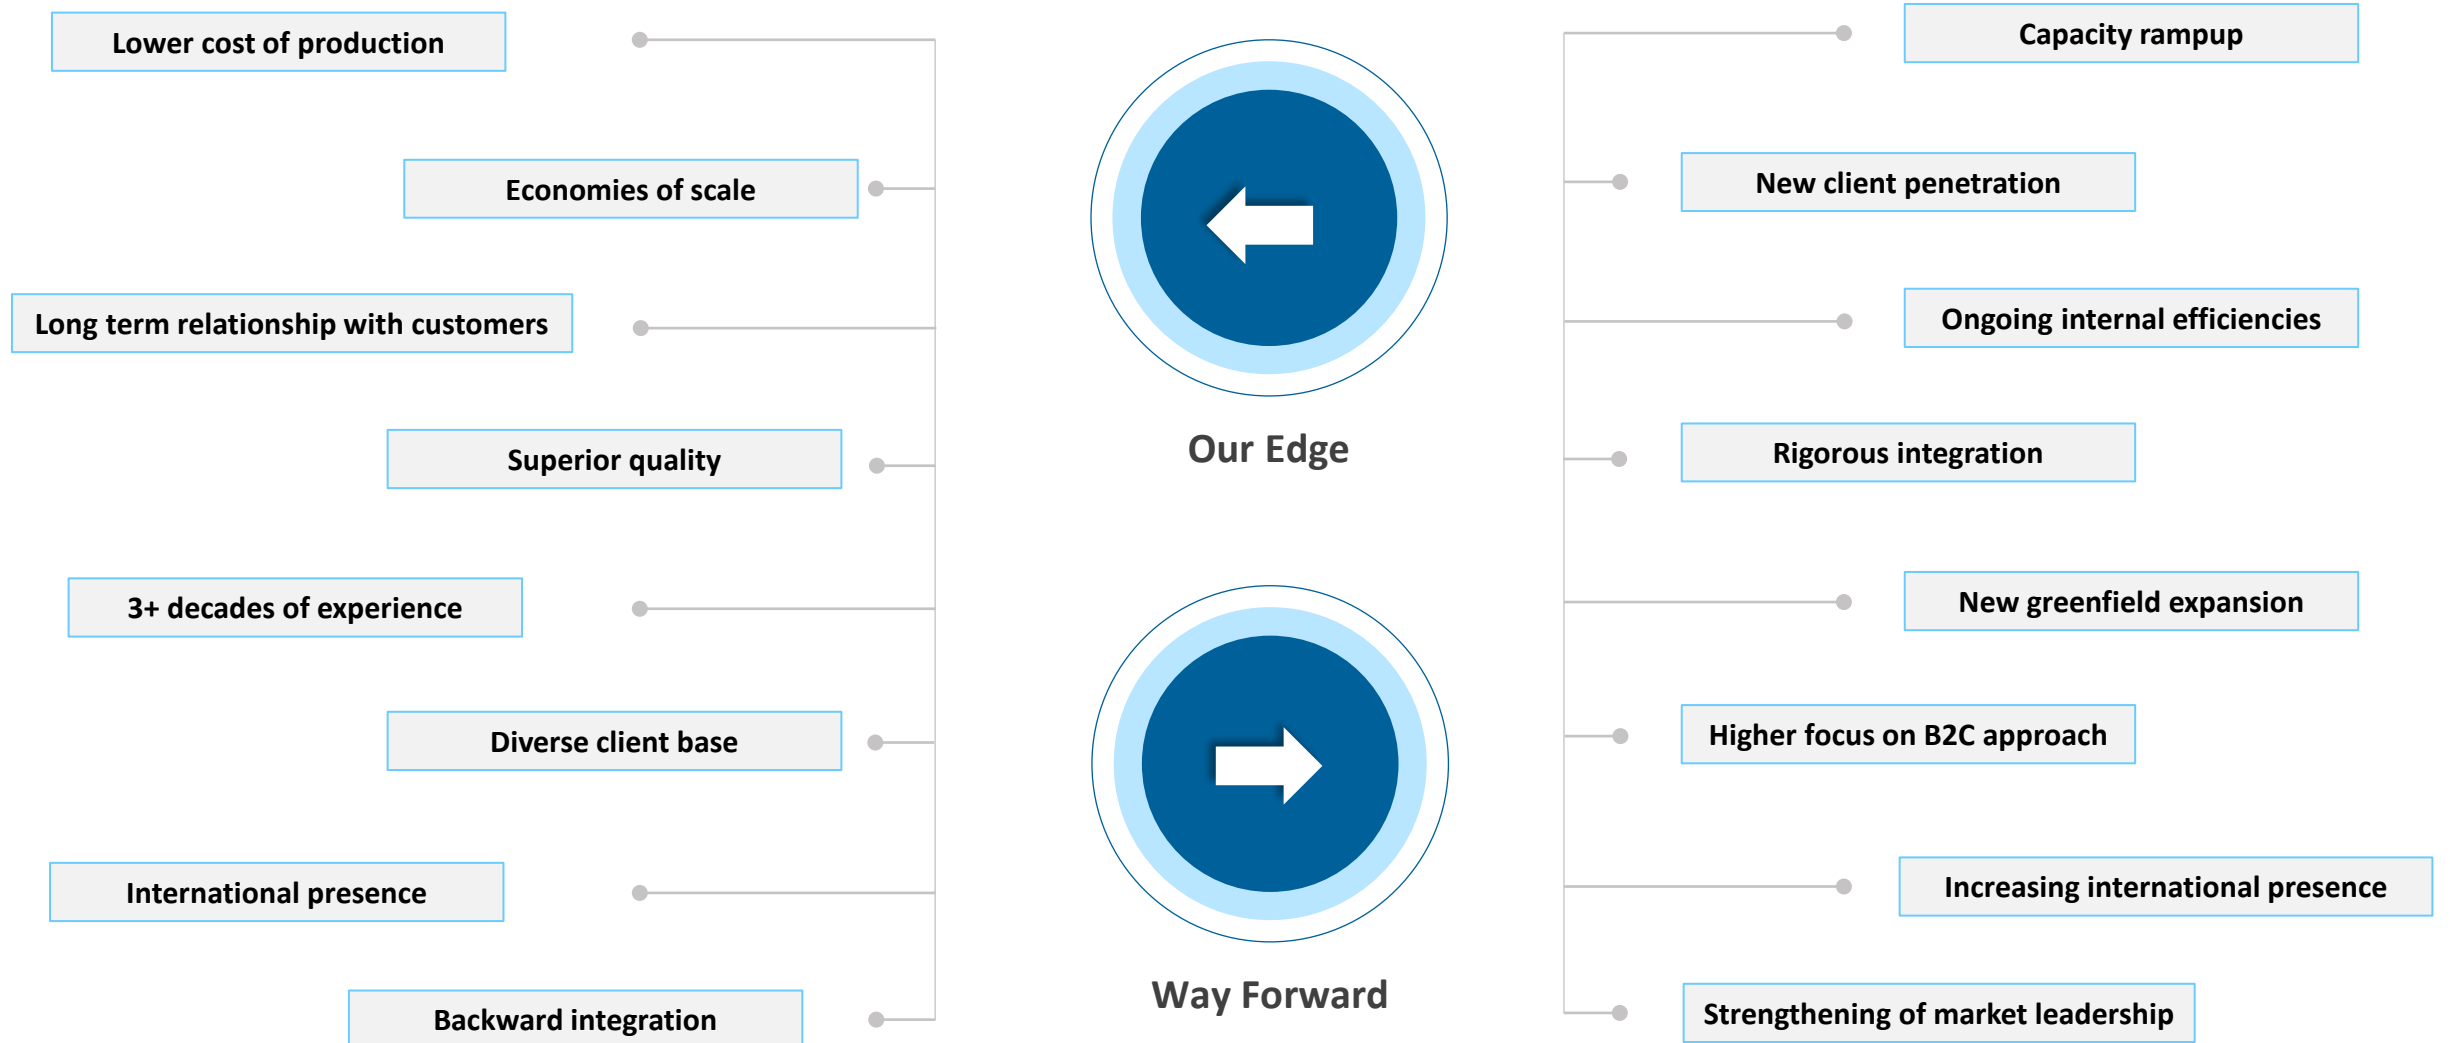 Lower cost of production
Economies of scale
Long term relationship with customers
Superior quality
3+ decades of experience
Diverse client base
International presence
Backward integration
Our Edge
Way Forward
Capacity rampup
New client penetration
Ongoing internal efficiencies
Rigorous integration
New greenfield expansion
Higher focus on B2C approach
Increasing international presence
Strengthening of market leadership